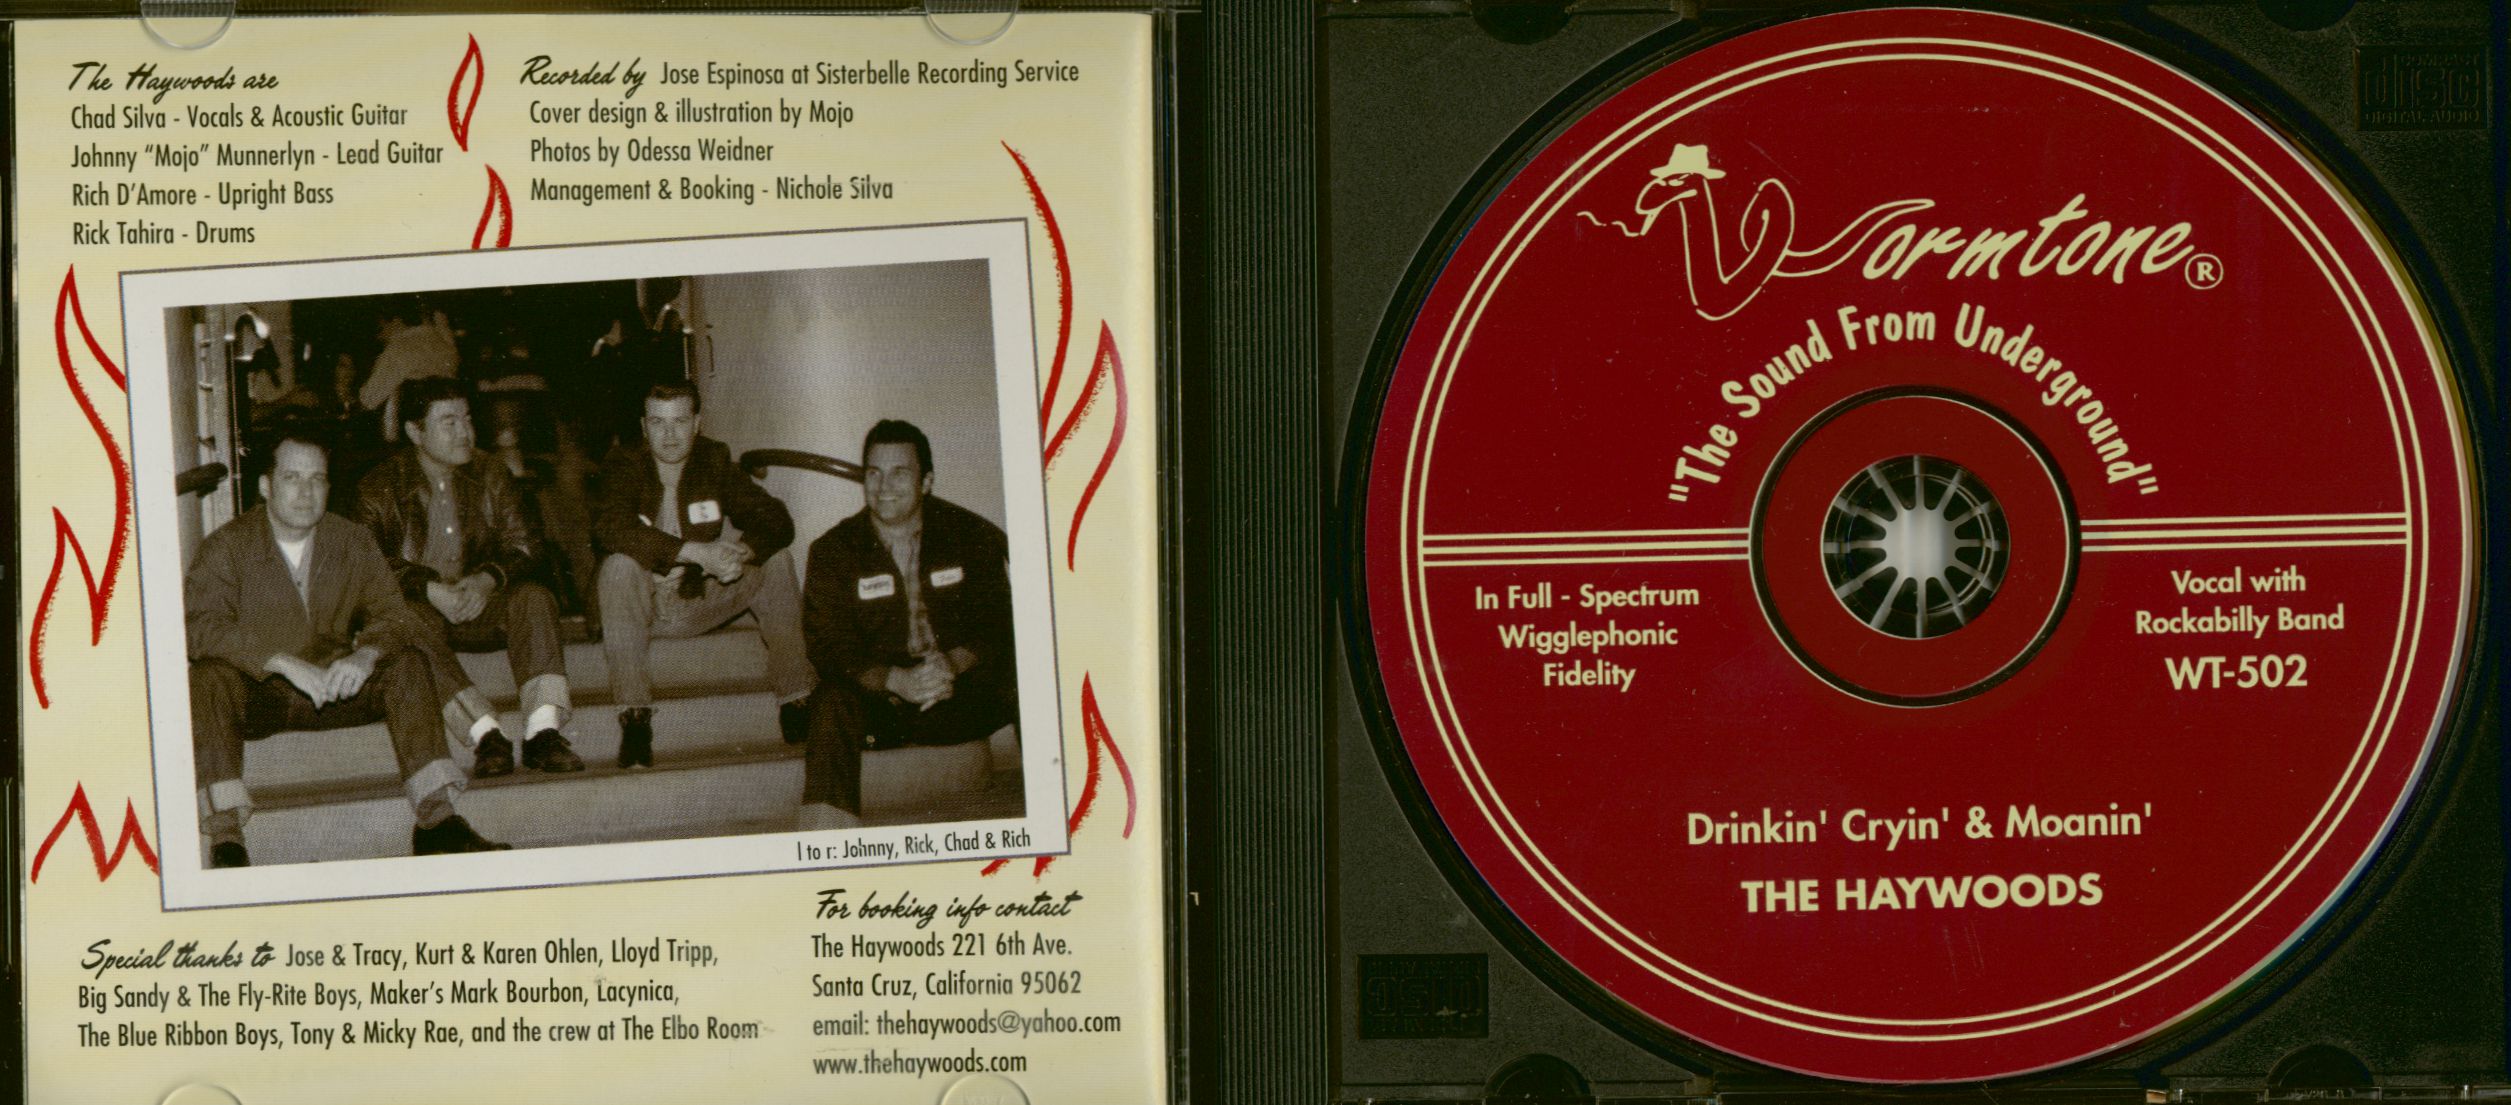 The Haywoods are
Chad Silva - Vocals & Acoustic Guitar
Johnny “Mojo” Munnerlyn - Lead Guitar
Rich D’Amore - Upright Bass
Rick Tahira - Drums
Recorded by Jose Espinosa at Sisterbelle Recording Service
Cover design & illustration by Mojo
Photos by Odessa Weidner
Management & Booking - Nichole Silva
l to r: Johnny, Rick, Chad & Rich
Special thanks to Jose & Tracy, Kurt & Karen Ohlen, Lloyd Tripp,
Big Sandy & The Fly-Rite Boys, Maker’s Mark Bourbon, Lacynica,
The Blue Ribbon Boys, Tony & Micky Rae, and the crew at The Elbo Room
For booking info contact
The Haywoods 221 6th Ave.
Santa Cruz, California 95062
email: thehaywoods@yahoo.com
www.thehaywoods.com
Wormtone®
"The Sound From Underground"
In Full - Spectrum
Wigglephonic
Fidelity
Vocal with
Rockabilly Band
WT-502
Drinkin' Cryin' & Moanin'
THE HAYWOODS
COMPACT
DISC
DIGITAL AUDIO